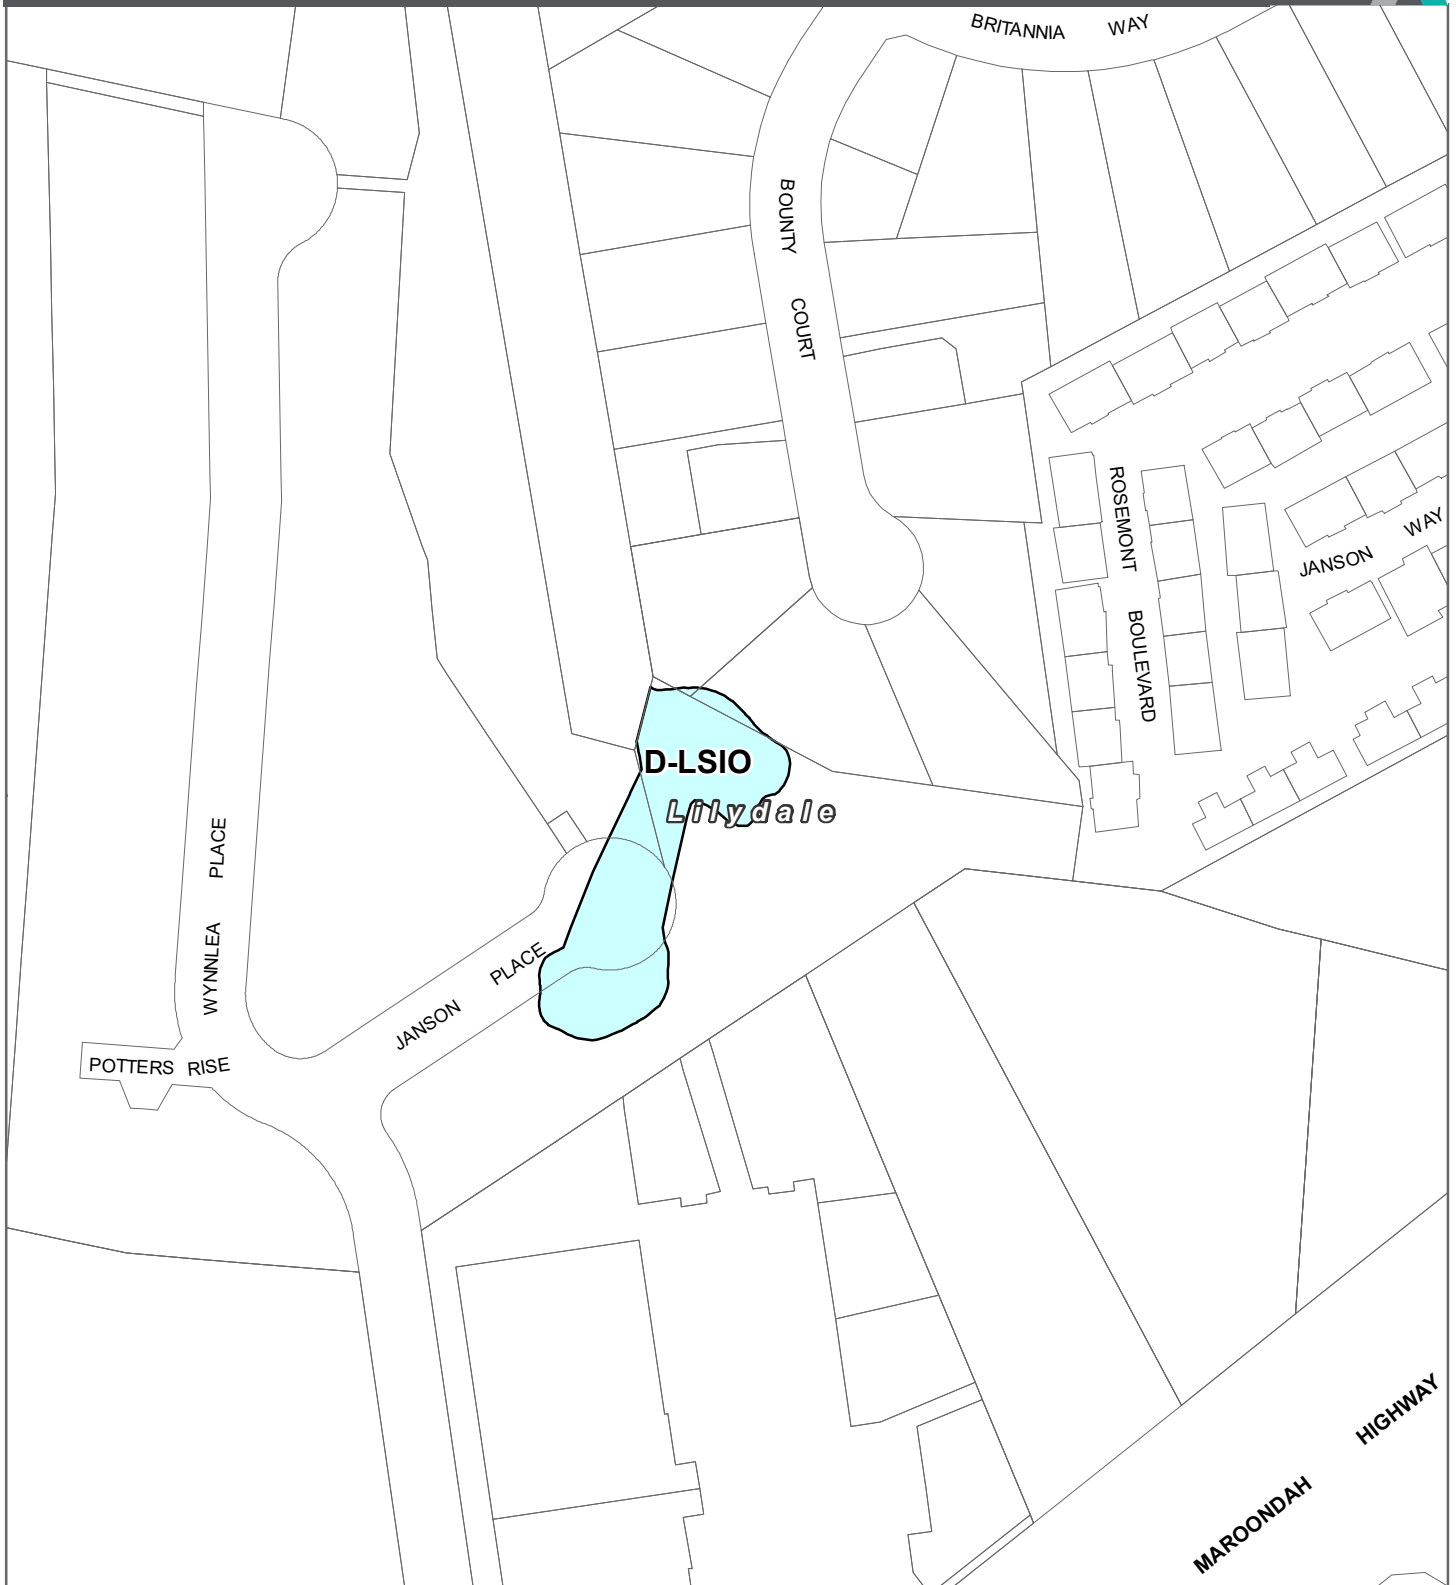 BRITANNIA WAY
BOUNTY COURT
ROSEMONT BOULEVARD
JANSON WAY
D-LSIO
Lilydale
WYNNLEA PLACE
JANSON PLACE
POTTERS RISE
MAROONDAH HIGHWAY